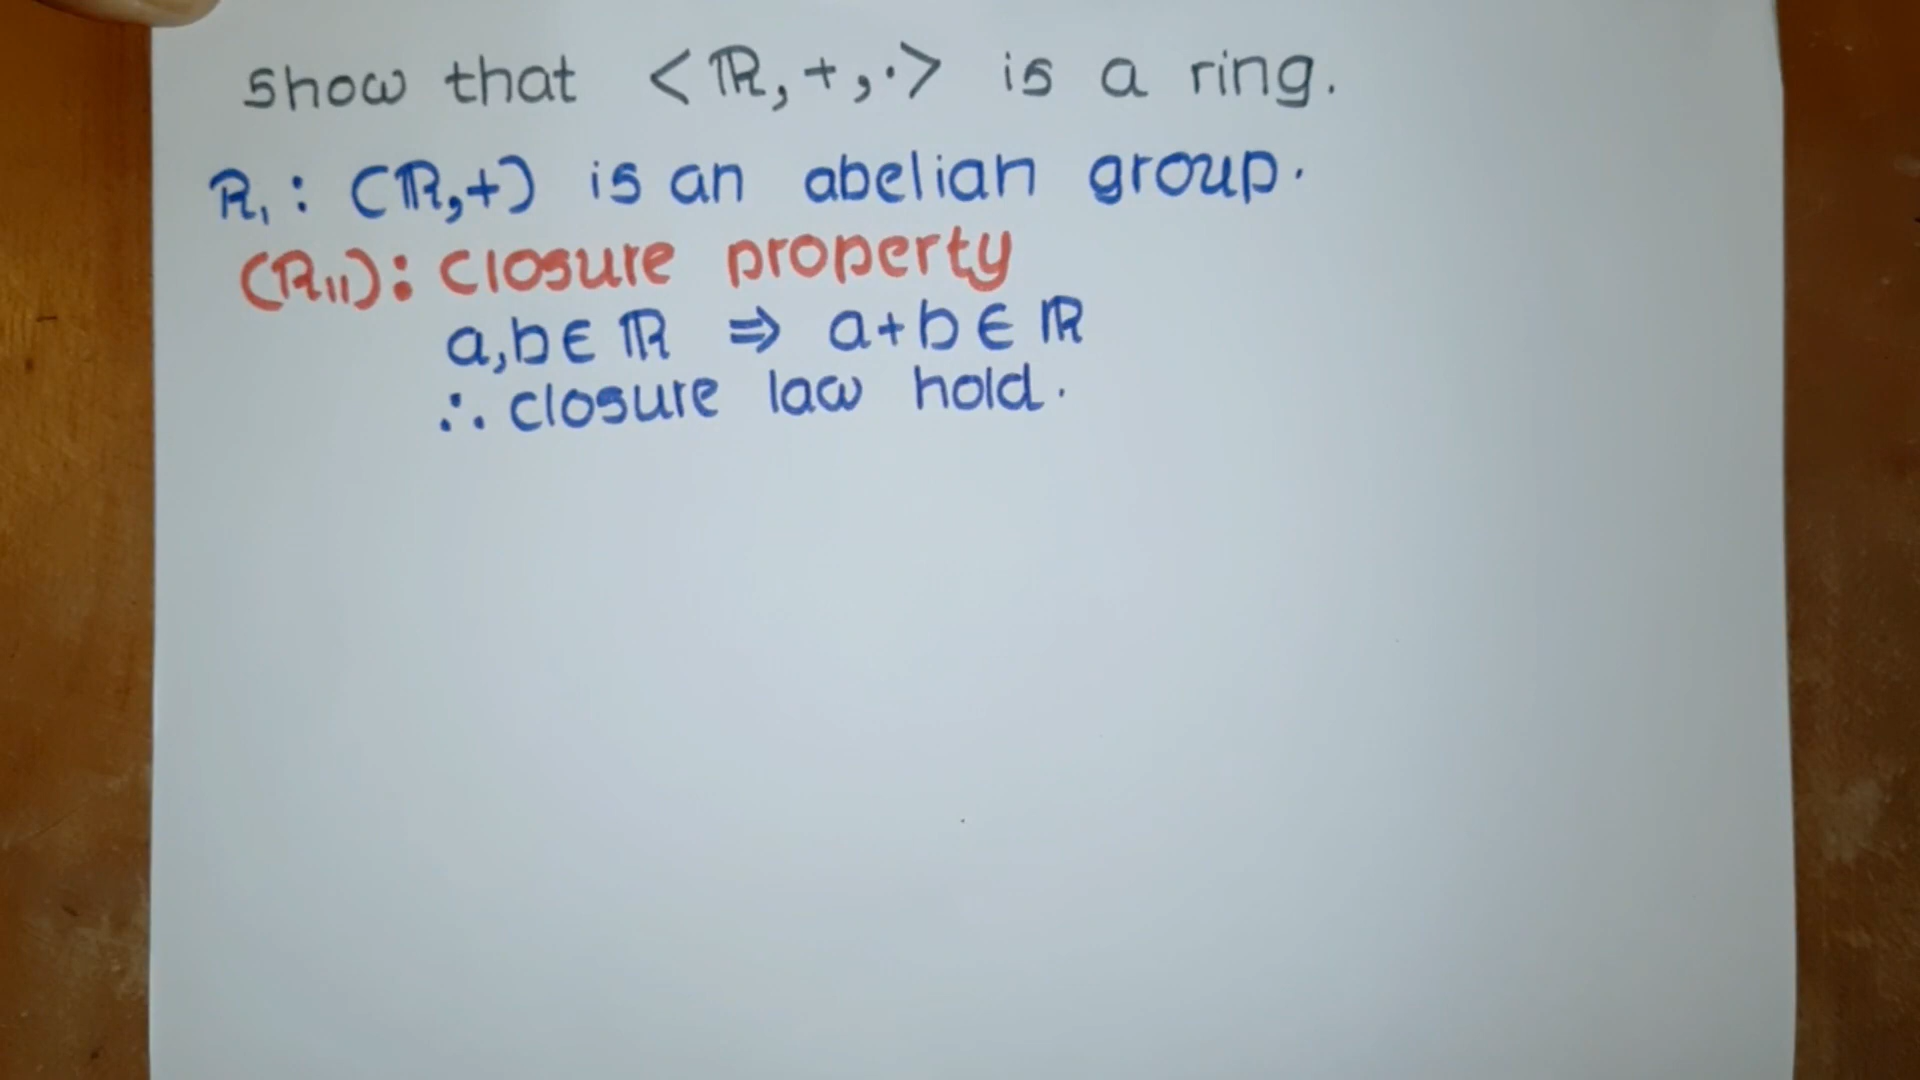 Show that <ℝ, +, ·> is a ring.
R₁ : (ℝ,+) is an abelian group.
(R₁₁): closure property
a,b ∈ ℝ ⇒ a+b ∈ ℝ
∴ closure law hold.